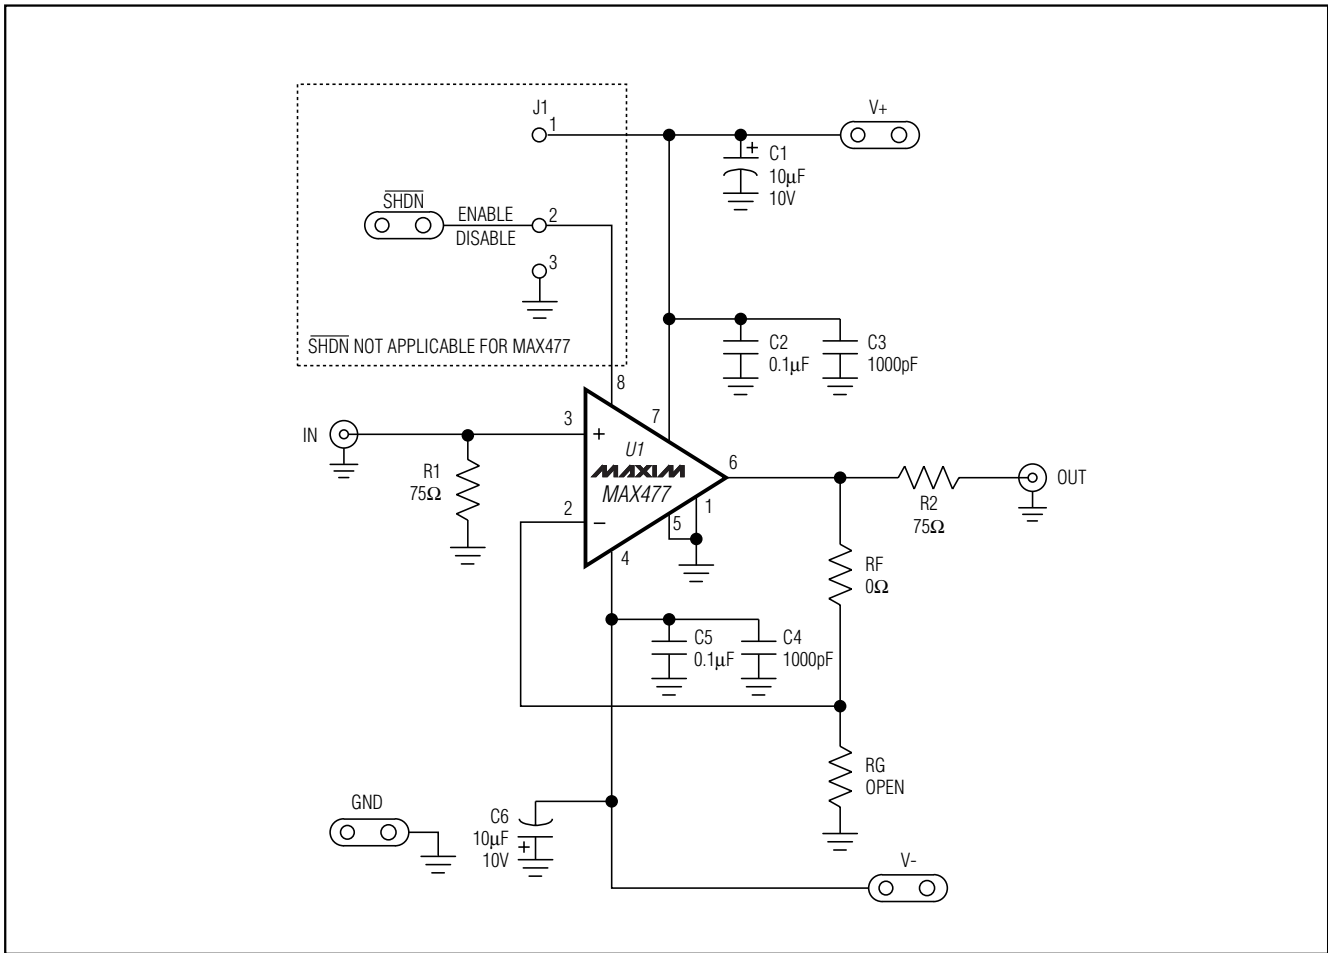 J1
1
V+
+
C1
10µF
10V
SHDN
ENABLE
DISABLE
2
3
SHDN NOT APPLICABLE FOR MAX477
C2
0.1µF
C3
1000pF
8
7
IN
3
+
U1
MAXIM
MAX477
6
R1
75Ω
2
−
1
5
4
R2
75Ω
OUT
RF
0Ω
C5
0.1µF
C4
1000pF
RG
OPEN
GND
C6
10µF
10V
+
V-